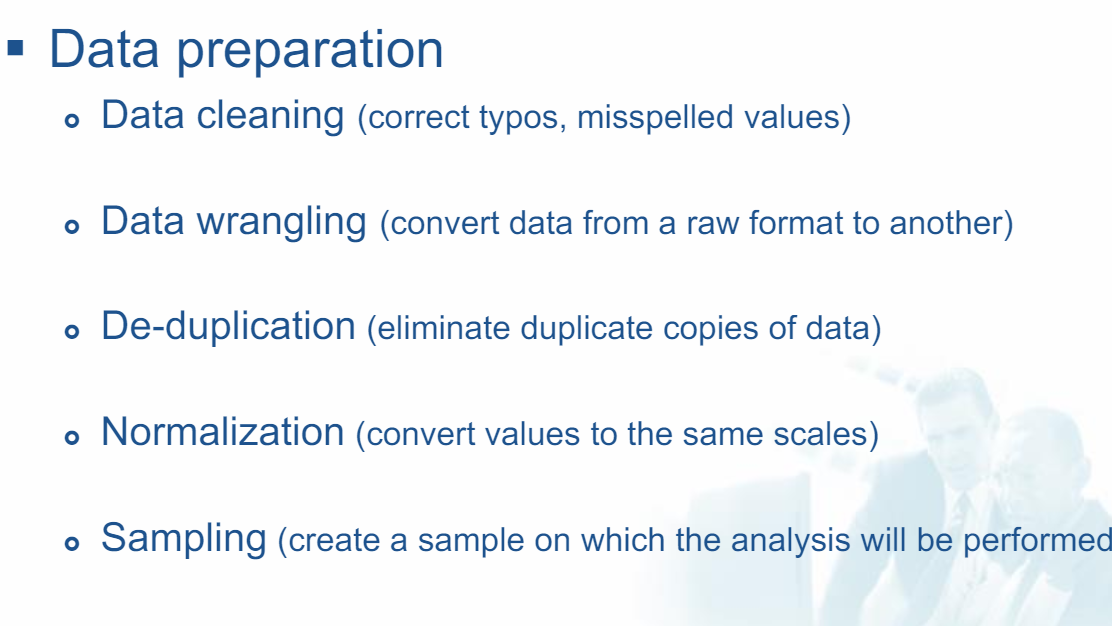 ▪ Data preparation
o Data cleaning (correct typos, misspelled values)
o Data wrangling (convert data from a raw format to another)
o De-duplication (eliminate duplicate copies of data)
o Normalization (convert values to the same scales)
o Sampling (create a sample on which the analysis will be performed